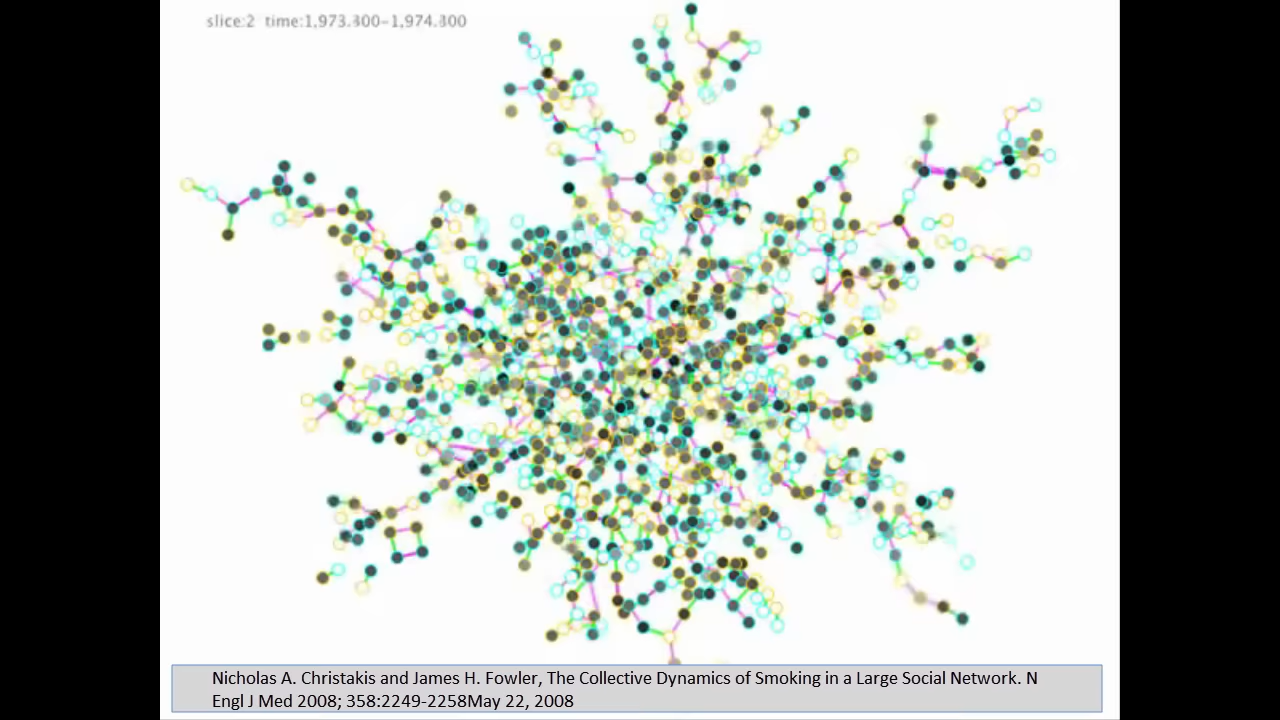 slice:2 time:1,973.300-1,974.300
Nicholas A. Christakis and James H. Fowler, The Collective Dynamics of Smoking in a Large Social Network. N
Engl J Med 2008; 358:2249-2258May 22, 2008